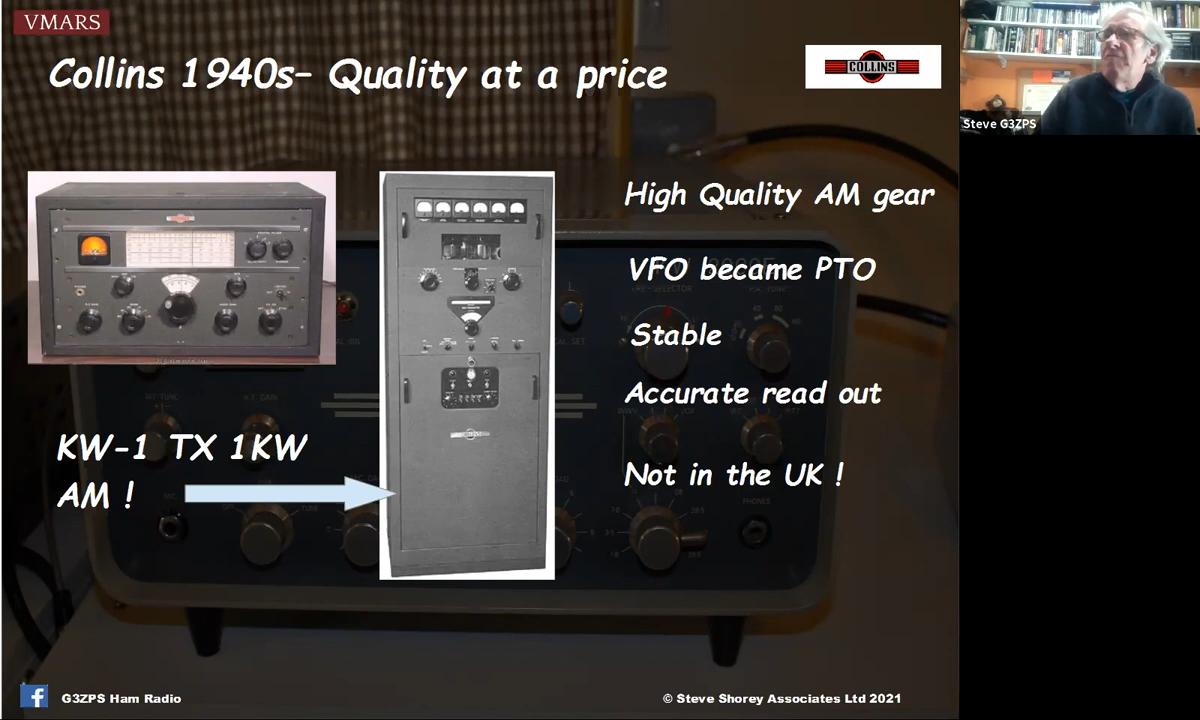 VMARS
Collins 1940s- Quality at a price
COLLINS
Steve G3ZPS
High Quality AM gear
VFO became PTO
Stable
Accurate read out
KW-1 TX 1KW
AM !
Not in the UK !
PHONES
G3ZPS Ham Radio
© Steve Shorey Associates Ltd 2021